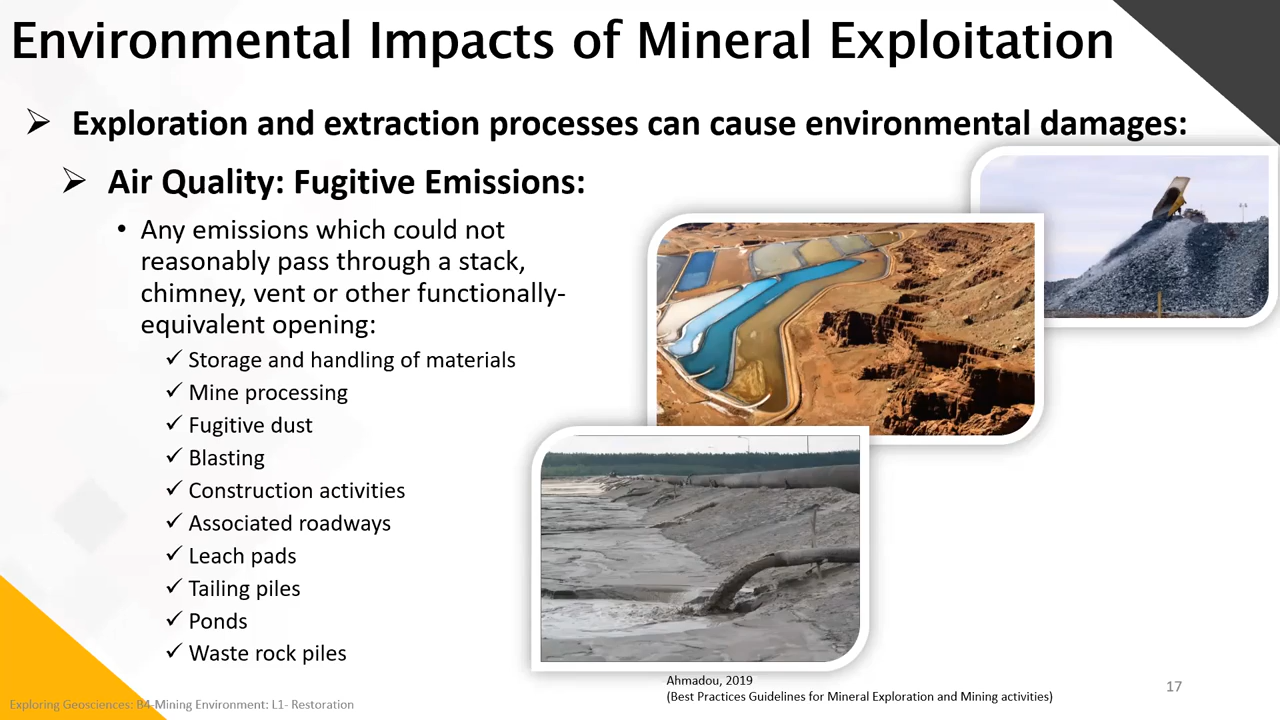 Environmental Impacts of Mineral Exploitation
Exploration and extraction processes can cause environmental damages:
Air Quality: Fugitive Emissions:
Any emissions which could not
reasonably pass through a stack,
chimney, vent or other functionally-
equivalent opening:
Storage and handling of materials
Mine processing
Fugitive dust
Blasting
Construction activities
Associated roadways
Leach pads
Tailing piles
Ponds
Waste rock piles
Ahmadou, 2019
(Best Practices Guidelines for Mineral Exploration and Mining activities)
17
Exploring Geosciences: B4-Mining Environment: L1- Restoration